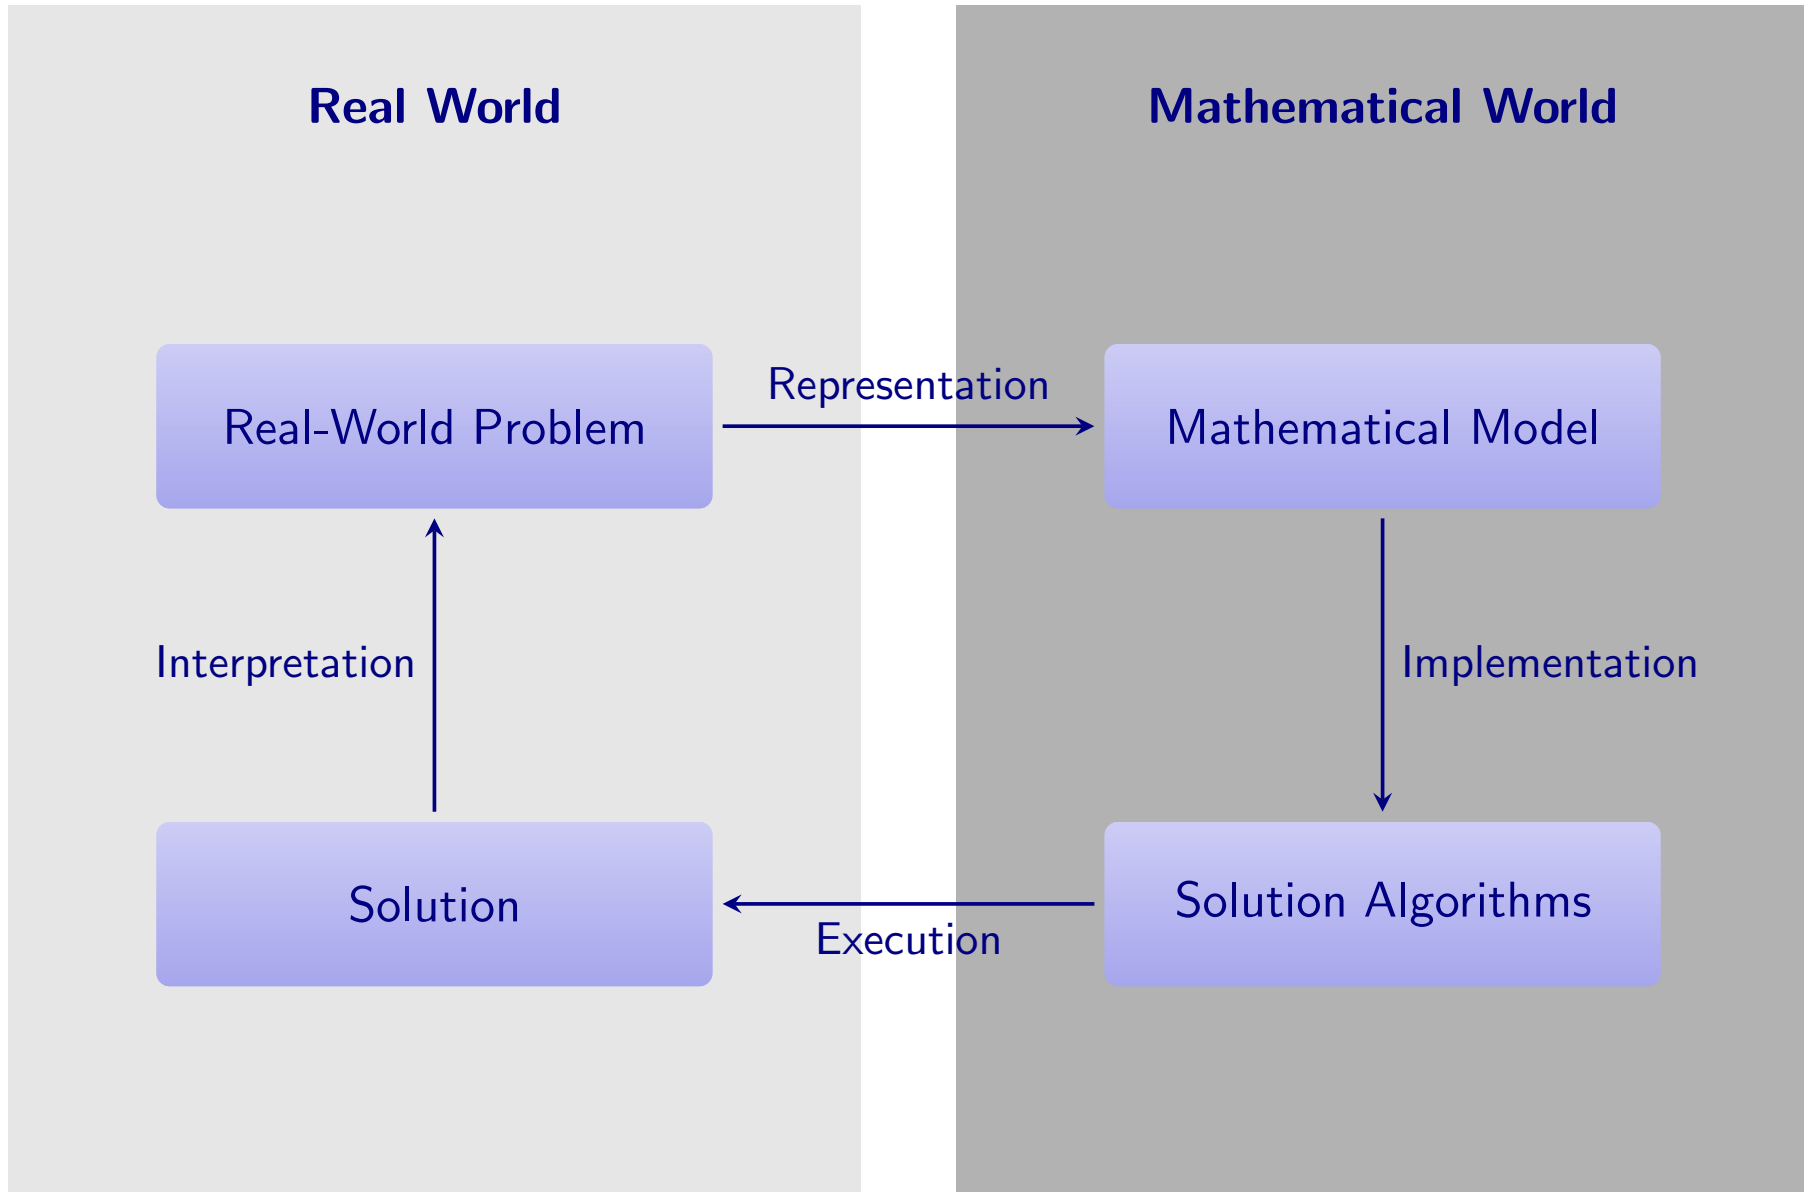 Real World
Mathematical World
Representation
Real-World Problem
Mathematical Model
Interpretation
Implementation
Solution
Solution Algorithms
Execution